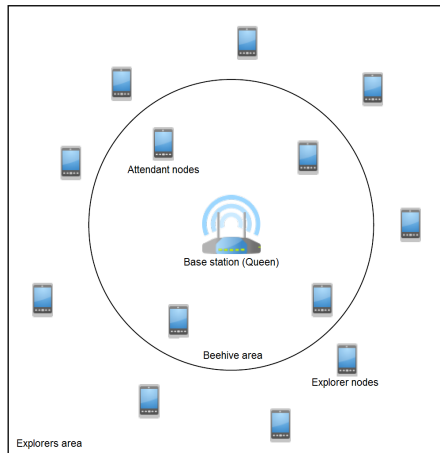 Attendant nodes
Base station (Queen)
Beehive area
Explorer nodes
Explorers area